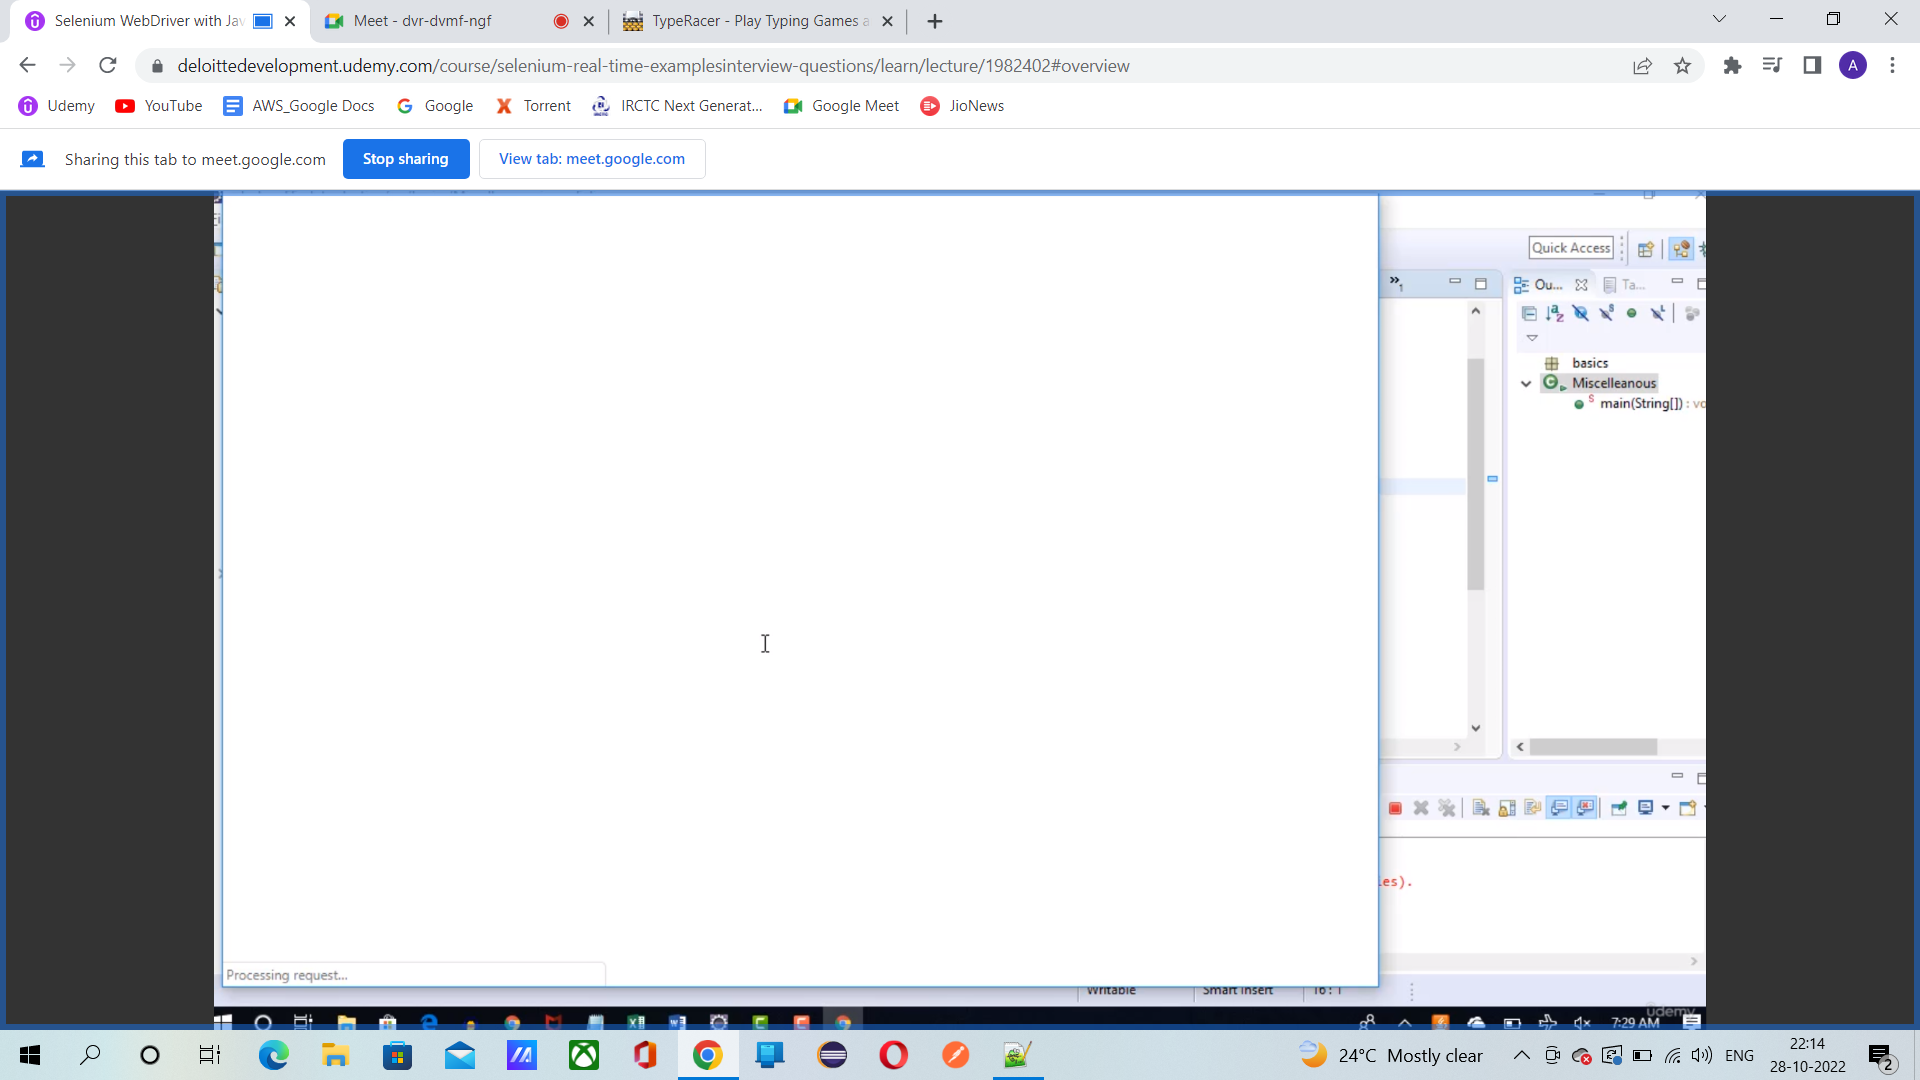 Selenium WebDriver with Jav
Meet - dvr-dvmf-ngf
TypeRacer - Play Typing Games a
deloittedevelopment.udemy.com/course/selenium-real-time-examplesinterview-questions/learn/lecture/1982402#overview
A
Udemy
YouTube
AWS_Google Docs
Google
Torrent
IRCTC Next Generat...
Google Meet
JioNews
Sharing this tab to meet.google.com
Stop sharing
View tab: meet.google.com
Quick Access
Ou...
Ta...
basics
Miscelleanous
main(String[]) : vo
les).
Processing request...
Writable
Smart Insert
16 : 1
udemy
7:29 AM
24°C Mostly clear
ENG
22:14
28-10-2022
2